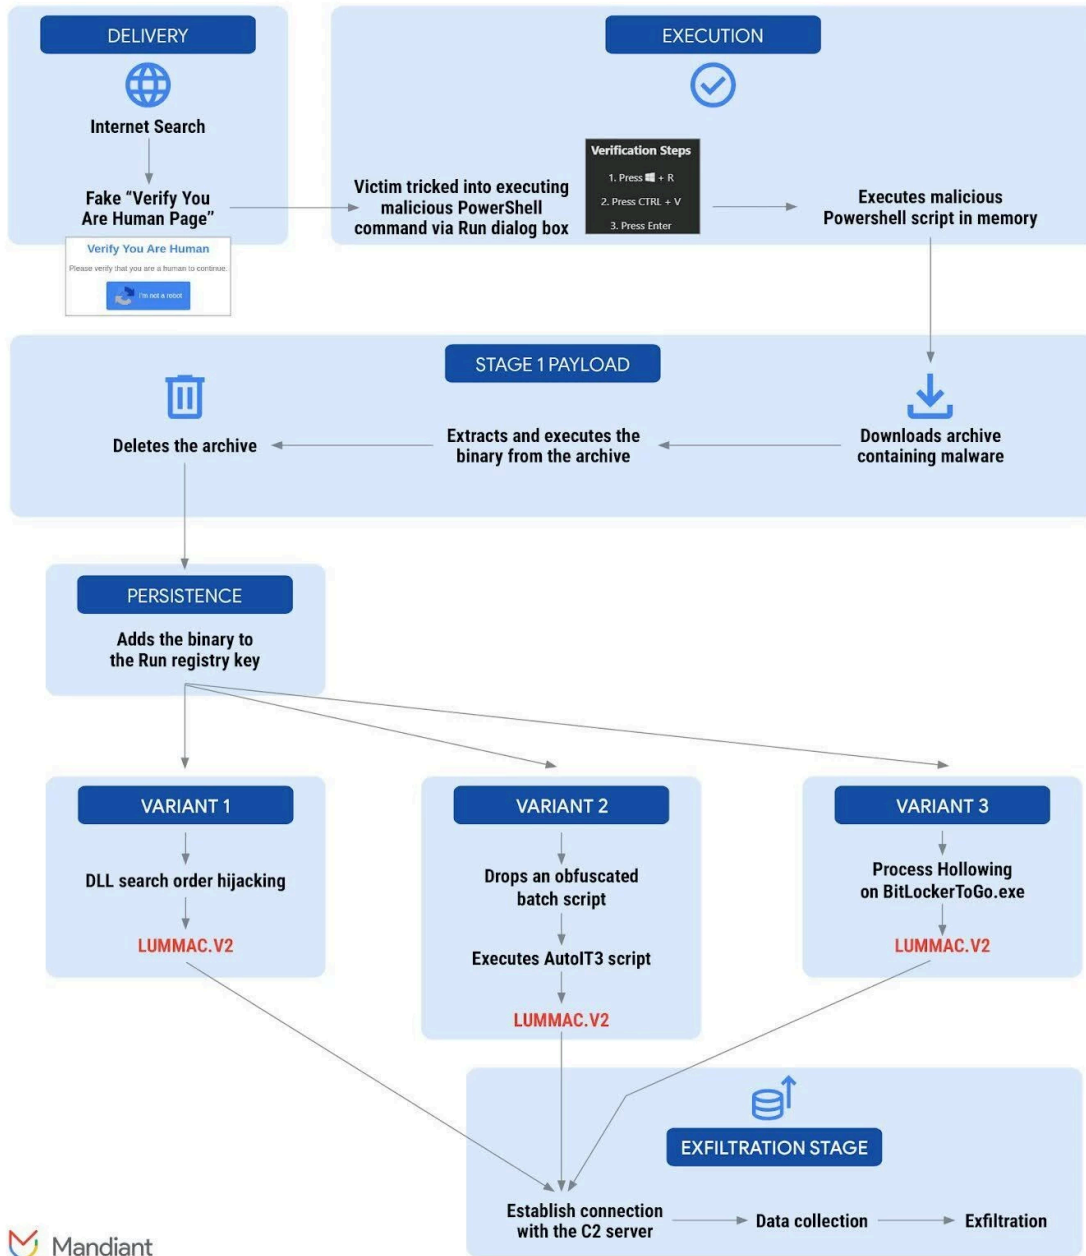 DELIVERY
Internet Search
Fake “Verify You
Are Human Page”
Verify You Are Human
Please verify that you are a human to continue.
I'm not a robot
EXECUTION
Victim tricked into executing
malicious PowerShell
command via Run dialog box
Verification Steps
1. Press + R
2. Press CTRL + V
3. Press Enter
Executes malicious
Powershell script in memory
STAGE 1 PAYLOAD
Downloads archive
containing malware
Extracts and executes the
binary from the archive
Deletes the archive
PERSISTENCE
Adds the binary to
the Run registry key
VARIANT 1
DLL search order hijacking
LUMMAC.V2
VARIANT 2
Drops an obfuscated
batch script
Executes AutoIT3 script
LUMMAC.V2
VARIANT 3
Process Hollowing
on BitLockerToGo.exe
LUMMAC.V2
EXFILTRATION STAGE
Establish connection
with the C2 server
Data collection
Exfiltration
Mandiant